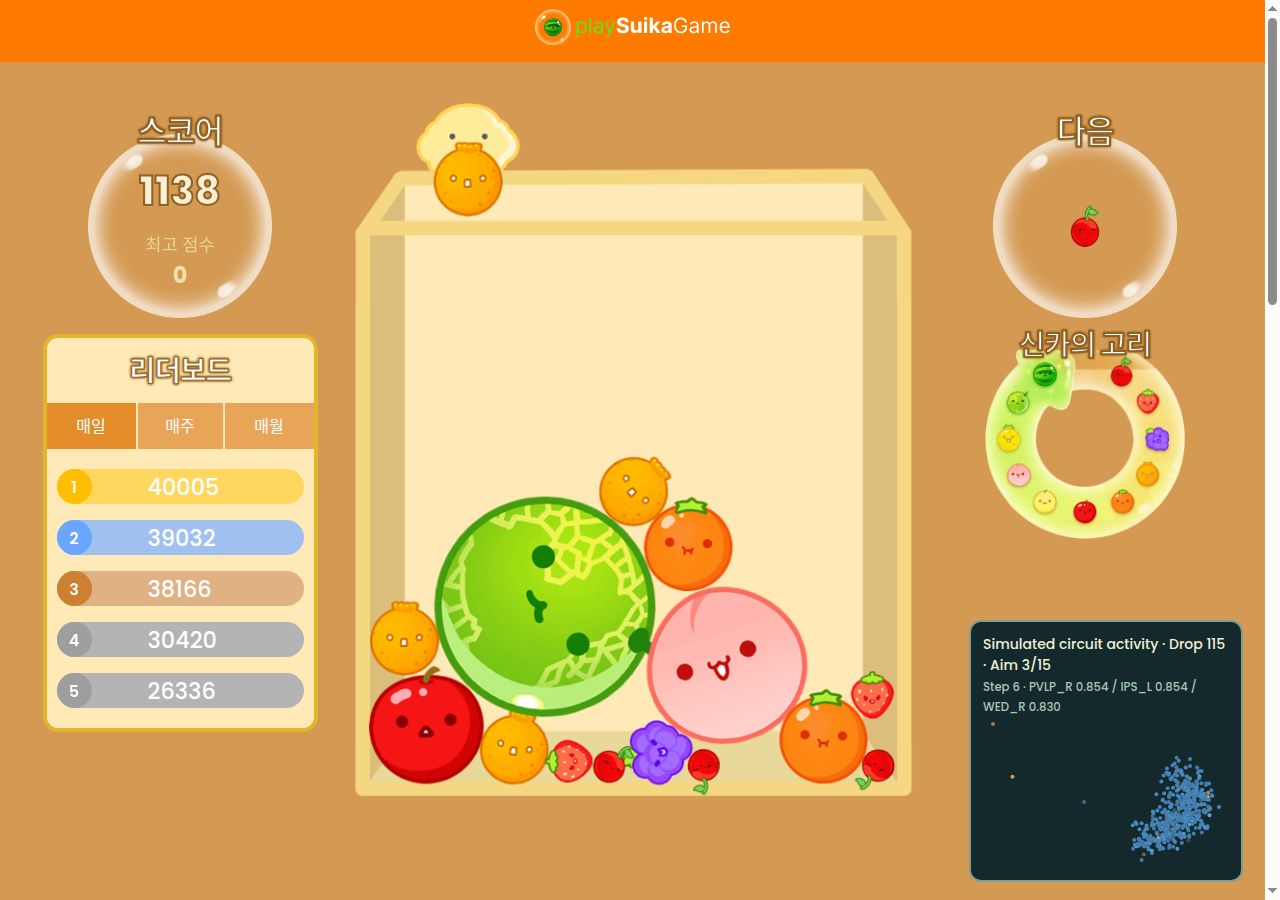 playSuikaGame
스코어
1138
최고 점수
0
다음
신카의 고리
리더보드
매일
매주
매월
1
40005
2
39032
3
38166
4
30420
5
26336
Simulated circuit activity · Drop 115
· Aim 3/15
Step 6 · PVLP_R 0.854 / IPS_L 0.854 /
WED_R 0.830